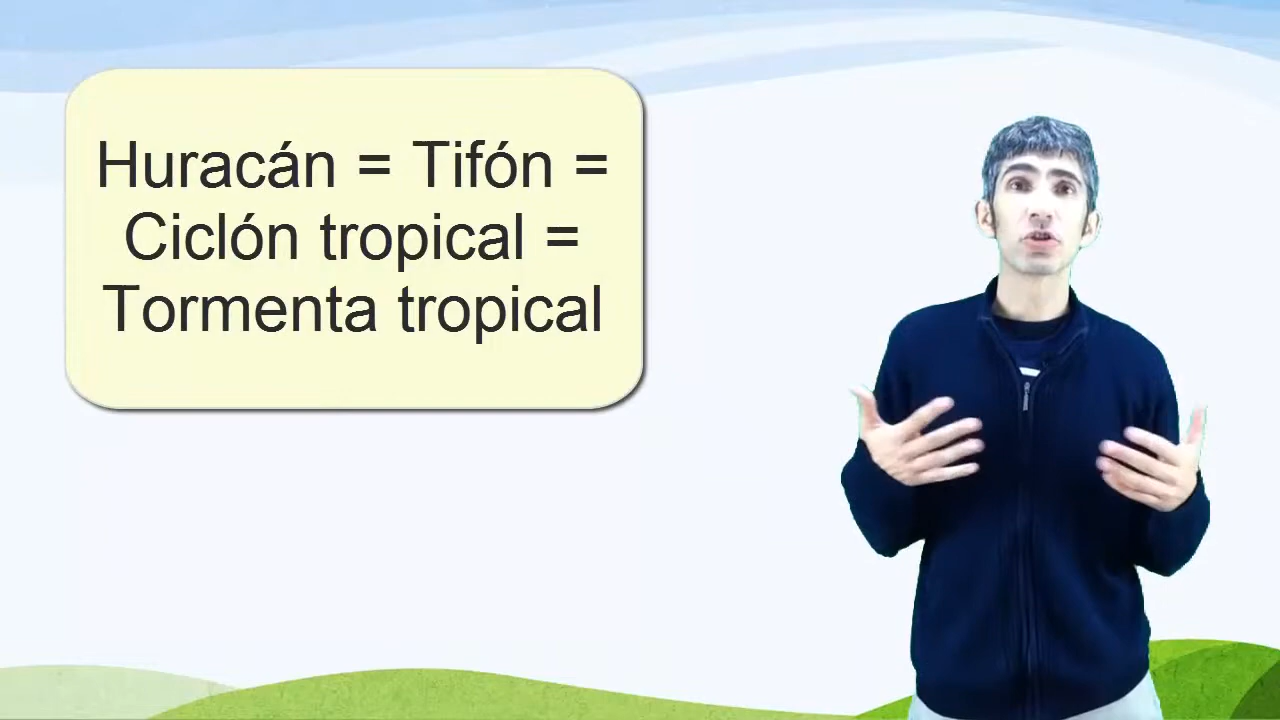 Huracán = Tifón =
Ciclón tropical =
Tormenta tropical